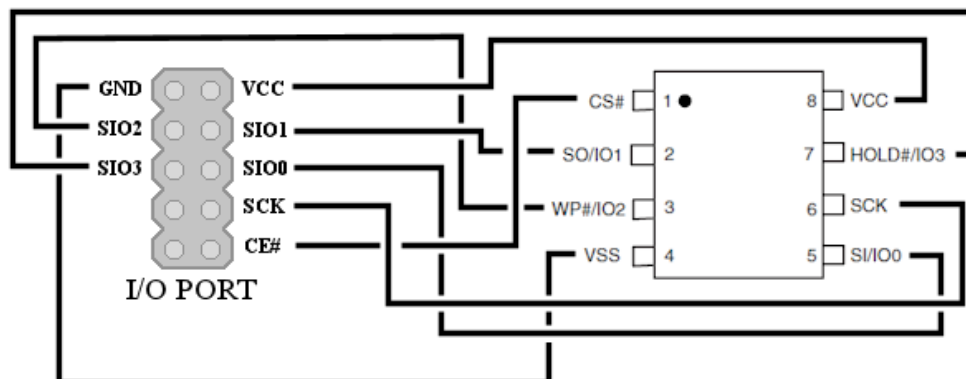 GND VCC
SIO2 SIO1
SIO3 SIO0
SCK
CE#
I/O PORT
CS# 1 8 VCC
SO/IO1 2 7 HOLD#/IO3
WP#/IO2 3 6 SCK
VSS 4 5 SI/IO0